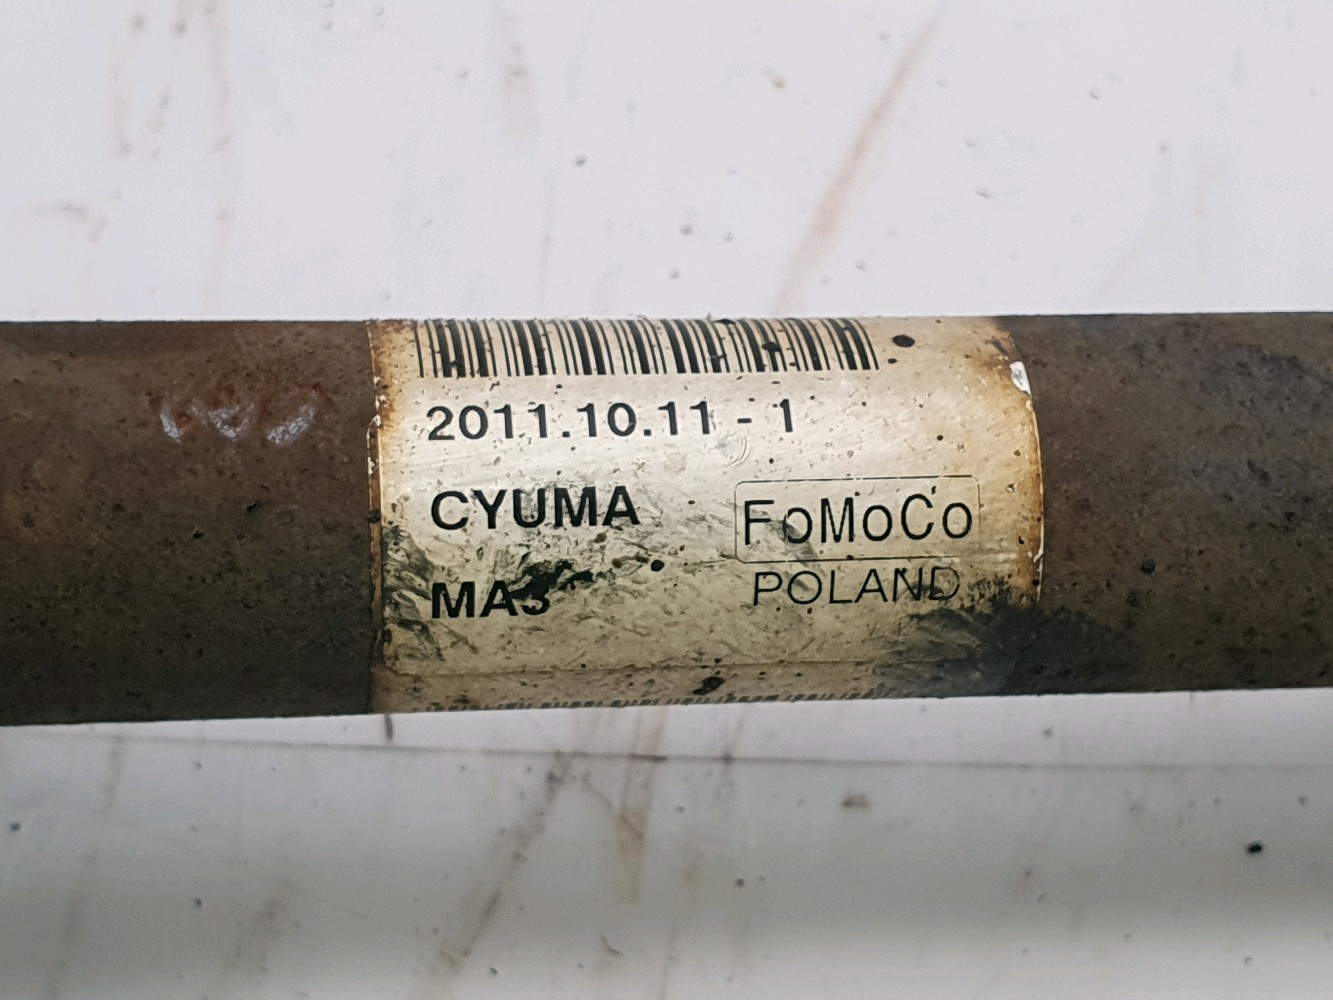 2011.10.11 - 1
CYUMA
FoMoCo
MA3
POLAND